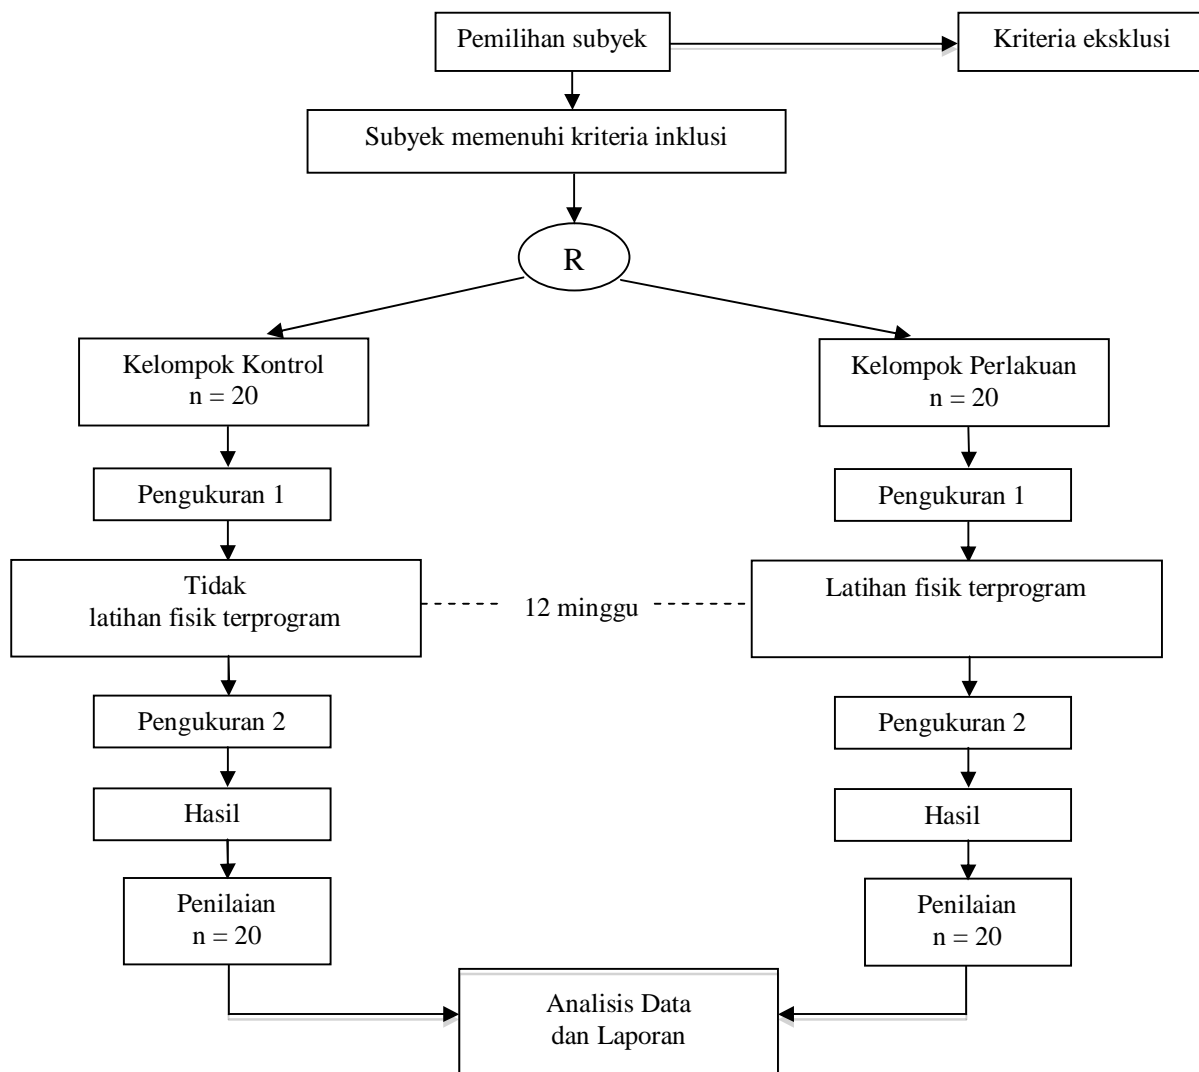 Pemilihan subyek
Kriteria eksklusi
Subyek memenuhi kriteria inklusi
R
Kelompok Kontrol
n = 20
Kelompok Perlakuan
n = 20
Pengukuran 1
Pengukuran 1
Tidak
latihan fisik terprogram
12 minggu
Latihan fisik terprogram
Pengukuran 2
Pengukuran 2
Hasil
Hasil
Penilaian
n = 20
Penilaian
n = 20
Analisis Data
dan Laporan